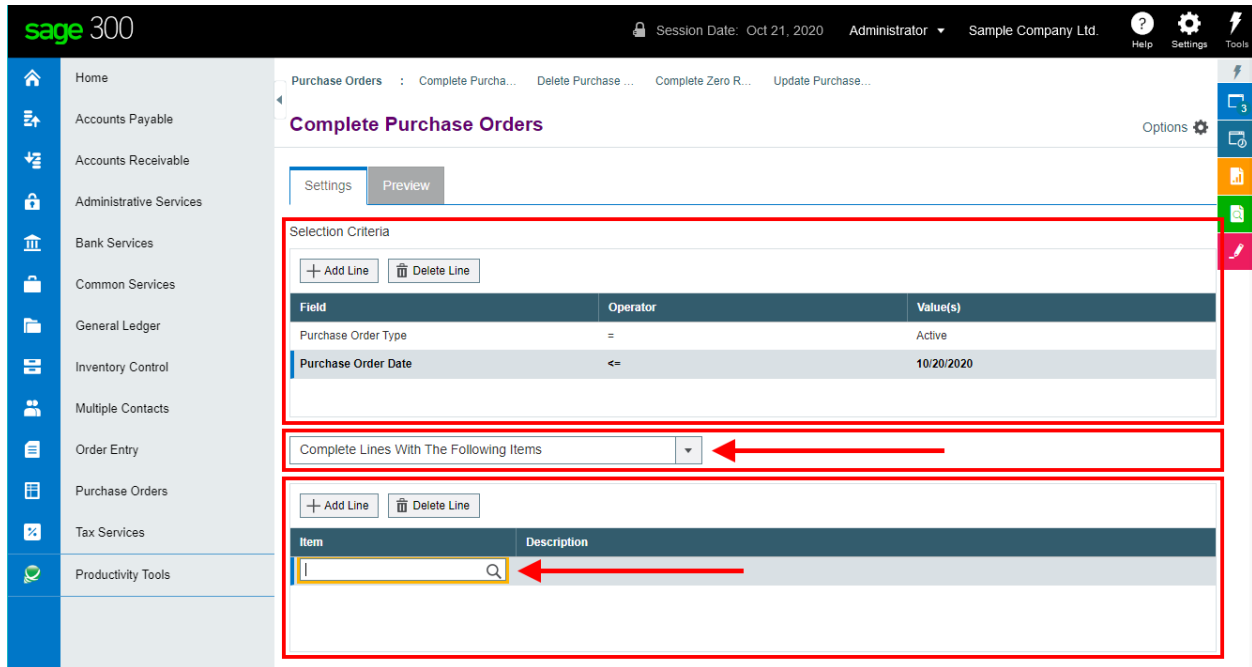 sage 300
Session Date: Oct 21, 2020 Administrator Sample Company Ltd. Help Settings Tools
Home
Accounts Payable
Accounts Receivable
Administrative Services
Bank Services
Common Services
General Ledger
Inventory Control
Multiple Contacts
Order Entry
Purchase Orders
Tax Services
Productivity Tools
Purchase Orders : Complete Purcha... Delete Purchase ... Complete Zero R... Update Purchase...
Complete Purchase Orders
Options
3
Settings Preview
Selection Criteria
+ Add Line Delete Line
Field Operator Value(s)
Purchase Order Type = Active
Purchase Order Date <= 10/20/2020
Complete Lines With The Following Items
+ Add Line Delete Line
Item Description